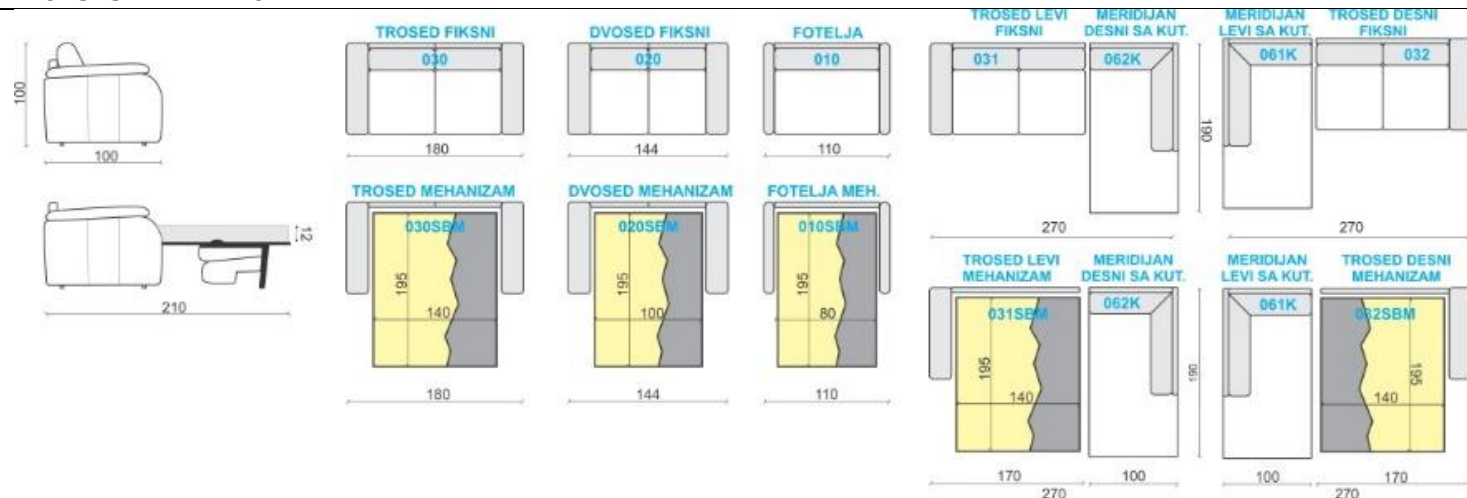 TROSED FIKSNI
030
180
DVOSED FIKSNI
020
144
FOTELJA
010
110
TROSED LEVI
FIKSNI
031
MERIDIJAN
DESNI SA KUT.
062K
190
270
MERIDIJAN
LEVI SA KUT.
061K
TROSED DESNI
FIKSNI
032
270
100
100
12
210
TROSED MEHANIZAM
030SBM
195
140
180
DVOSED MEHANIZAM
020SBM
195
100
144
FOTELJA MEH.
010SBM
195
80
110
TROSED LEVI
MEHANIZAM
031SBM
195
140
170
MERIDIJAN
DESNI SA KUT.
062K
190
100
270
MERIDIJAN
LEVI SA KUT.
061K
100
TROSED DESNI
MEHANIZAM
032SBM
195
140
170
270